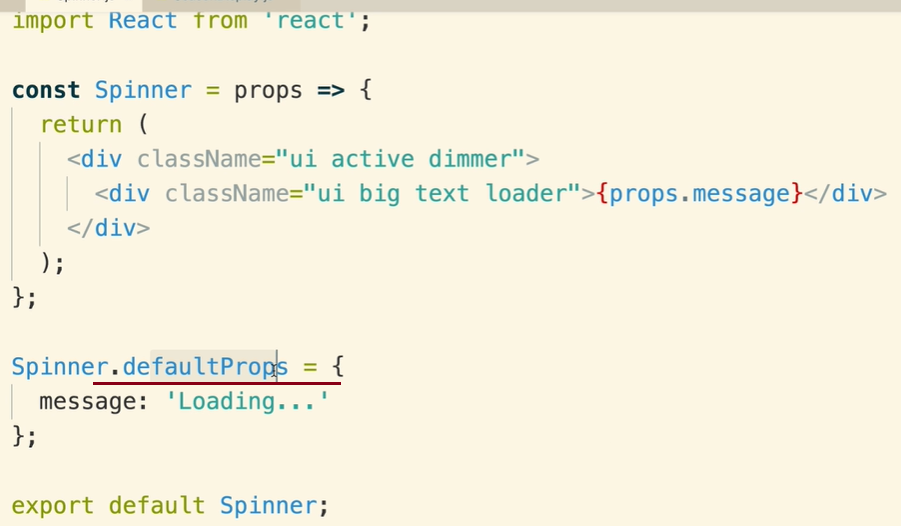 import React from 'react';
const Spinner = props => {
return (
<div className="ui active dimmer">
<div className="ui big text loader">{props.message}</div>
</div>
);
};
Spinner.defaultProps = {
message: 'Loading...'
};
export default Spinner;